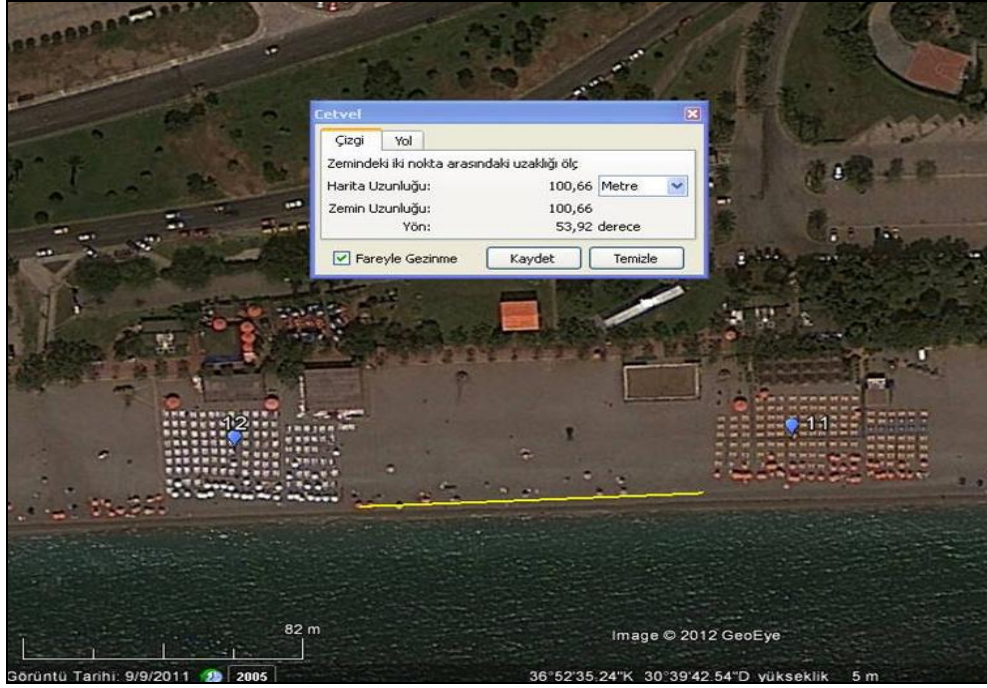 Cetvel
Çizgi Yol
Zemindeki iki nokta arasındaki uzaklığı ölç
Harita Uzunluğu: 100,66 Metre
Zemin Uzunluğu: 100,66
Yön: 53,92 derece
Fareyle Gezinme Kaydet Temizle
12
11
82 m
Image © 2012 GeoEye
Görüntü Tarihi: 9/9/2011 2005 36°52'35.24"K 30°39'42.54"D yükseklik 5 m